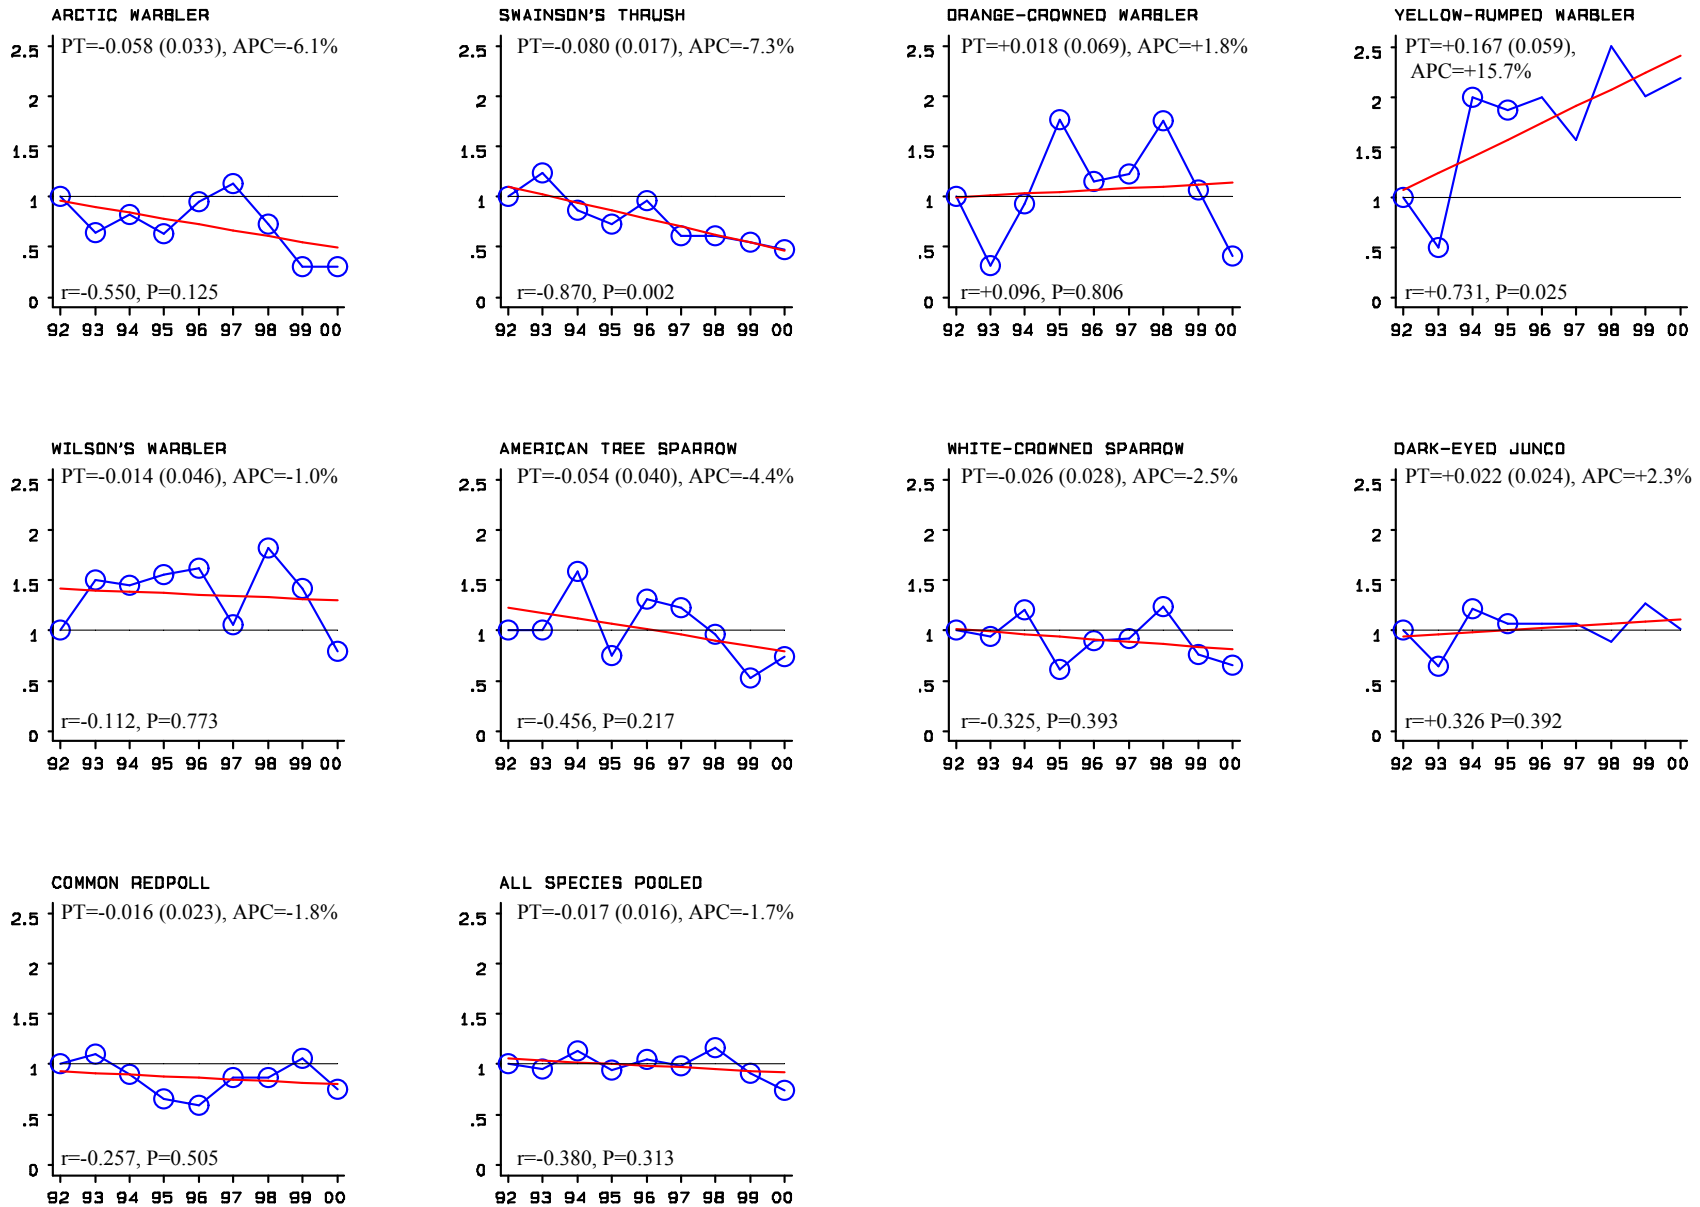 ARCTIC WARBLER
PT=-0.058 (0.033), APC=-6.1%
2.5
2
1.5
1
.5
0
r=-0.550, P=0.125
92 93 94 95 96 97 98 99 00
SWAINSON'S THRUSH
PT=-0.080 (0.017), APC=-7.3%
2.5
2
1.5
1
.5
0
r=-0.870, P=0.002
92 93 94 95 96 97 98 99 00
ORANGE-CROWNED WARBLER
PT=+0.018 (0.069), APC=+1.8%
2.5
2
1.5
1
.5
0
r=+0.096, P=0.806
92 93 94 95 96 97 98 99 00
YELLOW-RUMPED WARBLER
PT=+0.167 (0.059),
APC=+15.7%
2.5
2
1.5
1
.5
0
r=+0.731, P=0.025
92 93 94 95 96 97 98 99 00
WILSON'S WARBLER
PT=-0.014 (0.046), APC=-1.0%
2.5
2
1.5
1
.5
0
r=-0.112, P=0.773
92 93 94 95 96 97 98 99 00
AMERICAN TREE SPARROW
PT=-0.054 (0.040), APC=-4.4%
2.5
2
1.5
1
.5
0
r=-0.456, P=0.217
92 93 94 95 96 97 98 99 00
WHITE-CROWNED SPARROW
PT=-0.026 (0.028), APC=-2.5%
2.5
2
1.5
1
.5
0
r=-0.325, P=0.393
92 93 94 95 96 97 98 99 00
DARK-EYED JUNCO
PT=+0.022 (0.024), APC=+2.3%
2.5
2
1.5
1
.5
0
r=+0.326 P=0.392
92 93 94 95 96 97 98 99 00
COMMON REDPOLL
PT=-0.016 (0.023), APC=-1.8%
2.5
2
1.5
1
.5
0
r=-0.257, P=0.505
92 93 94 95 96 97 98 99 00
ALL SPECIES POOLED
PT=-0.017 (0.016), APC=-1.7%
2.5
2
1.5
1
.5
0
r=-0.380, P=0.313
92 93 94 95 96 97 98 99 00